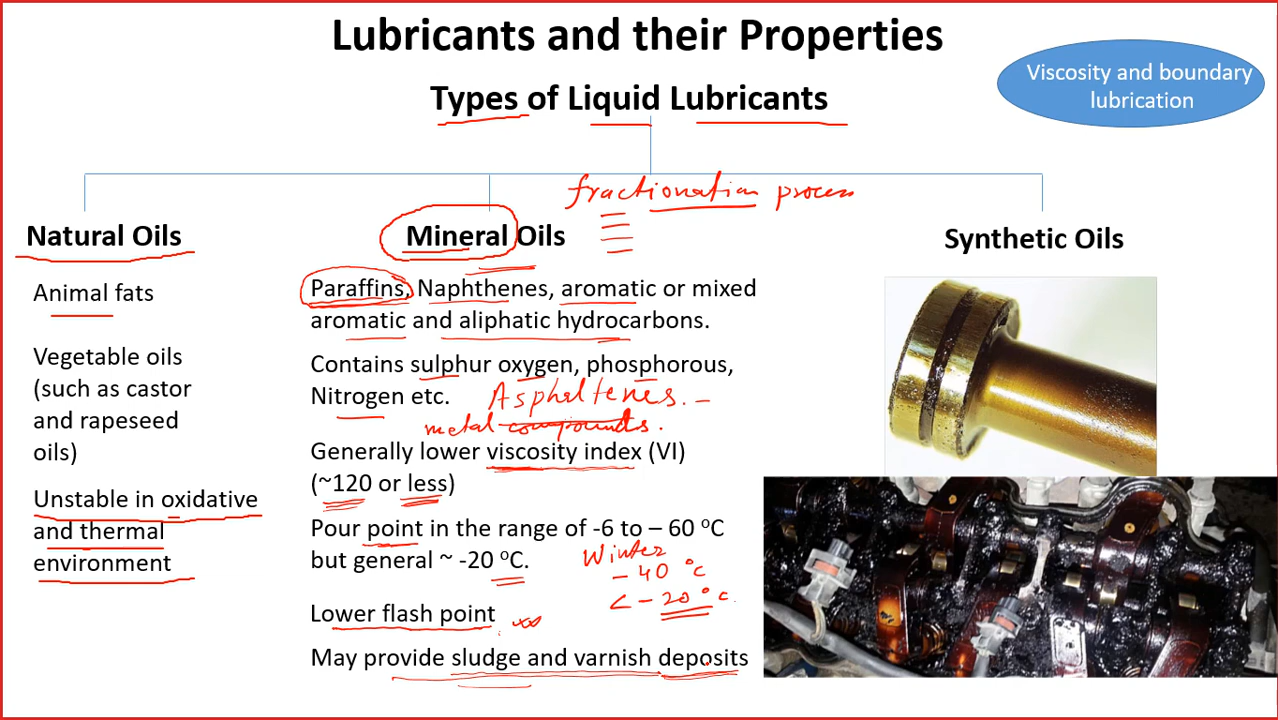 Lubricants and their Properties
Viscosity and boundary
lubrication
Types of Liquid Lubricants
fractionation process
Natural Oils
Animal fats
Vegetable oils
(such as castor
and rapeseed
oils)
Unstable in oxidative
and thermal
environment
Mineral Oils
Paraffins, Naphthenes, aromatic or mixed
aromatic and aliphatic hydrocarbons.
Contains sulphur oxygen, phosphorous,
Nitrogen etc. Asphaltenes. –
metal compounds.
Generally lower viscosity index (VI)
(~120 or less)
Pour point in the range of -6 to – 60 ⁰C
but general ~ -20 ⁰C.
Winter
– 40 °C
< – 20 °C.
Lower flash point
May provide sludge and varnish deposits
Synthetic Oils